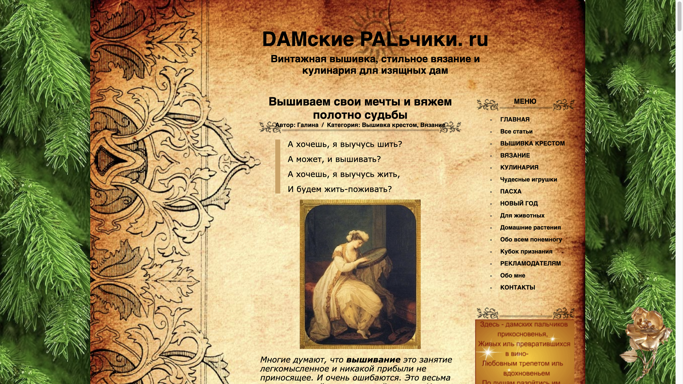 DAMские PALьчики. ru
Винтажная вышивка, стильное вязание и
кулинария для изящных дам
Вышиваем свои мечты и вяжем
полотно судьбы
Автор: Галина / Категория: Вышивка крестом, Вязание
А хочешь, я выучусь шить?
А может, и вышивать?
А хочешь, я выучусь жить,
И будем жить-поживать?
Многие думают, что вышивание это занятие
легкомысленное и никакой прибыли не
приносящее. И очень ошибаются. Это весьма
МЕНЮ
ГЛАВНАЯ
Все статьи
ВЫШИВКА КРЕСТОМ
ВЯЗАНИЕ
КУЛИНАРИЯ
Чудесные игрушки
ПАСХА
НОВЫЙ ГОД
Для животных
Домашние растения
Обо всем понемногу
Кубок признания
РЕКЛАМОДАТЕЛЯМ
Обо мне
КОНТАКТЫ
Здесь - дамских пальчиков
прикосновенья,
Живых иль превратившихся
в вино-
Любовным трепетом иль
вдохновеньем